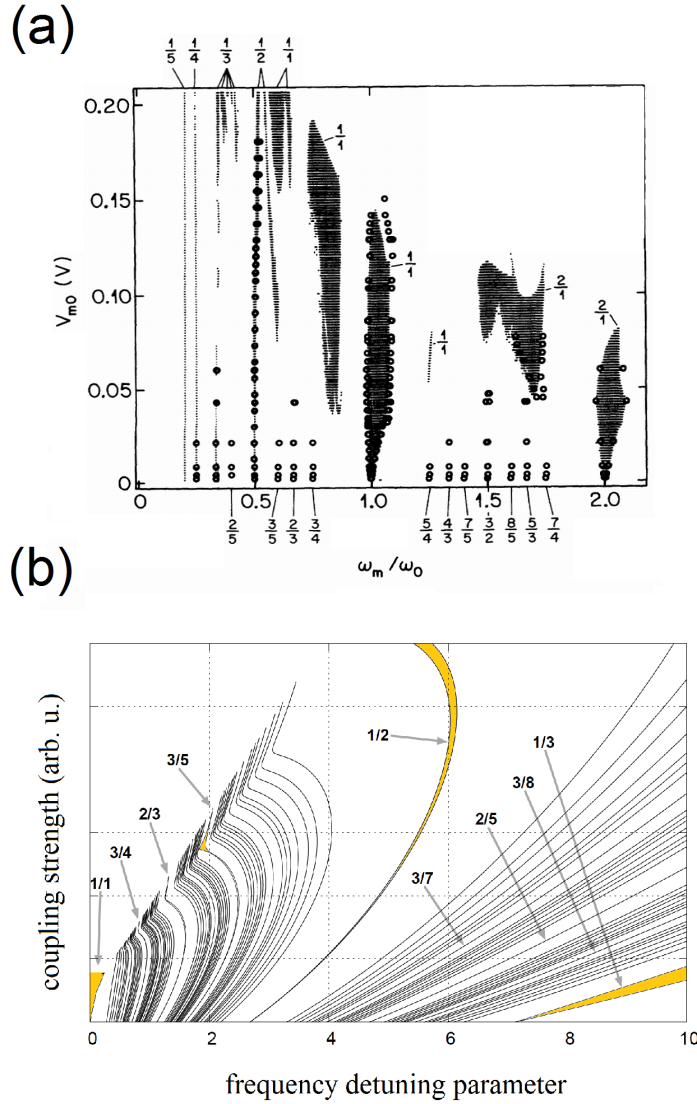 (a)
1/5 1/4 1/3 1/2 1/1
0.20
1/1
0.15
1/1
V_m0 (V)
0.10
2/1
2/1
1/1
0.05
0
0 0.5 1.0 1.5 2.0
2/5 3/5 2/3 3/4 5/4 4/3 7/5 3/2 8/5 5/3 7/4
ω_m/ω_0
(b)
coupling strength (arb. u.)
1/2
1/3
3/5
3/8
2/3
2/5
3/4
3/7
1/1
0 2 4 6 8 10
frequency detuning parameter